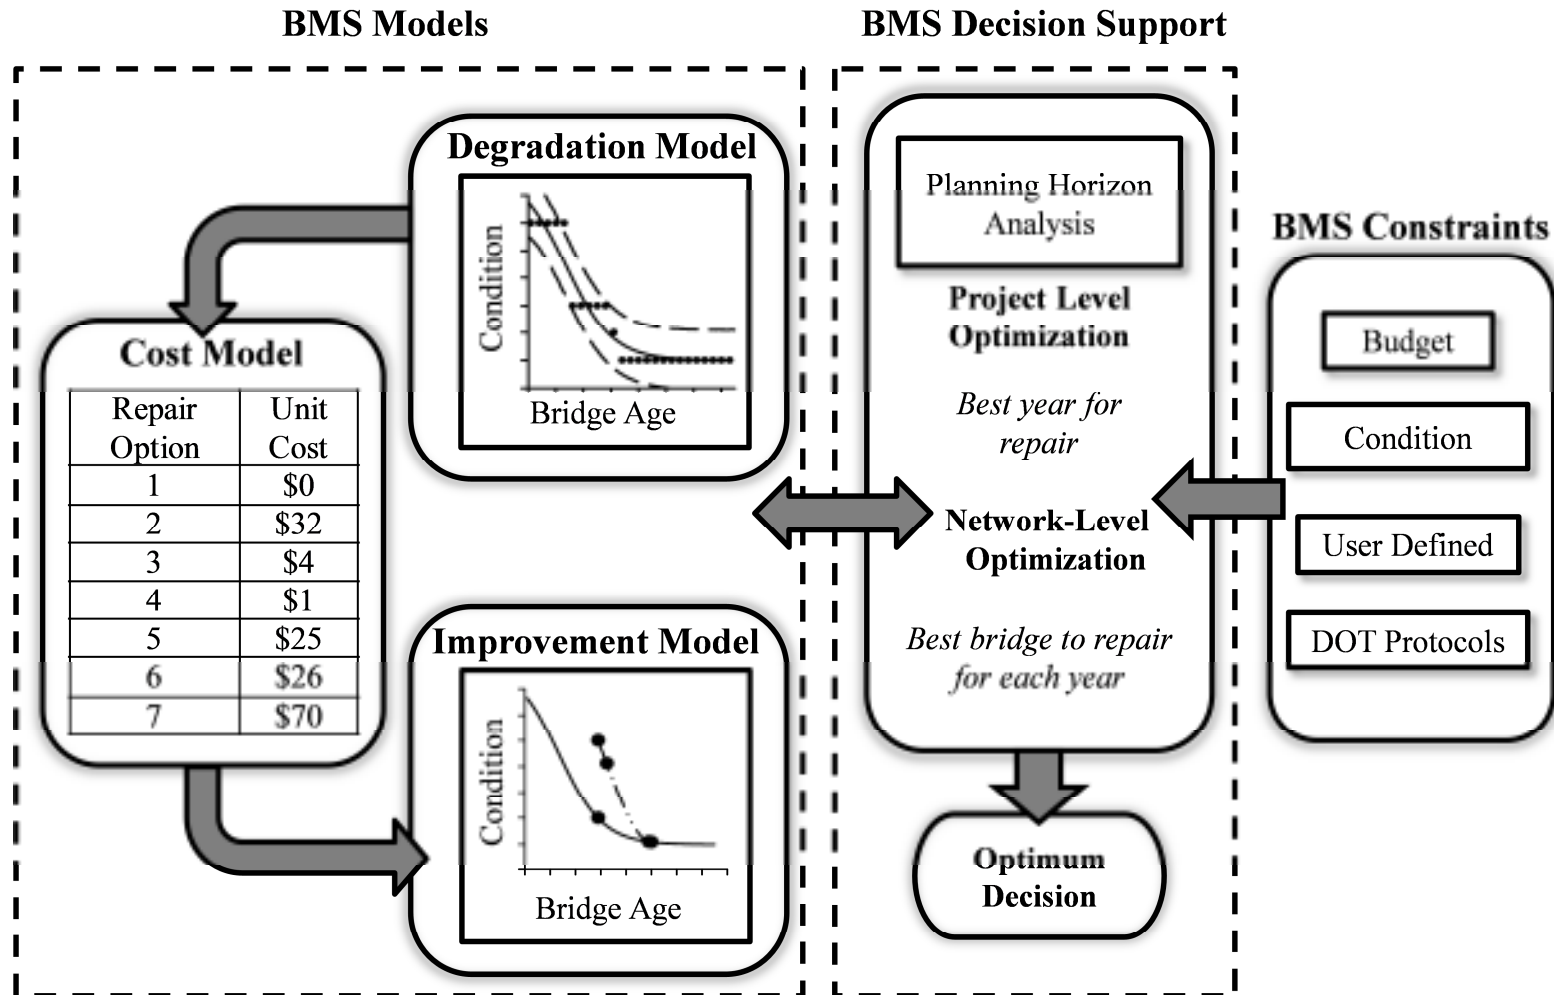 BMS Models
Degradation Model
Condition
Bridge Age
Cost Model
Repair Option
Unit Cost
1 $0
2 $32
3 $4
4 $1
5 $25
6 $26
7 $70
Improvement Model
Condition
Bridge Age
BMS Decision Support
Planning Horizon
Analysis
Project Level
Optimization
Best year for
repair
Network-Level
Optimization
Best bridge to repair
for each year
Optimum
Decision
BMS Constraints
Budget
Condition
User Defined
DOT Protocols